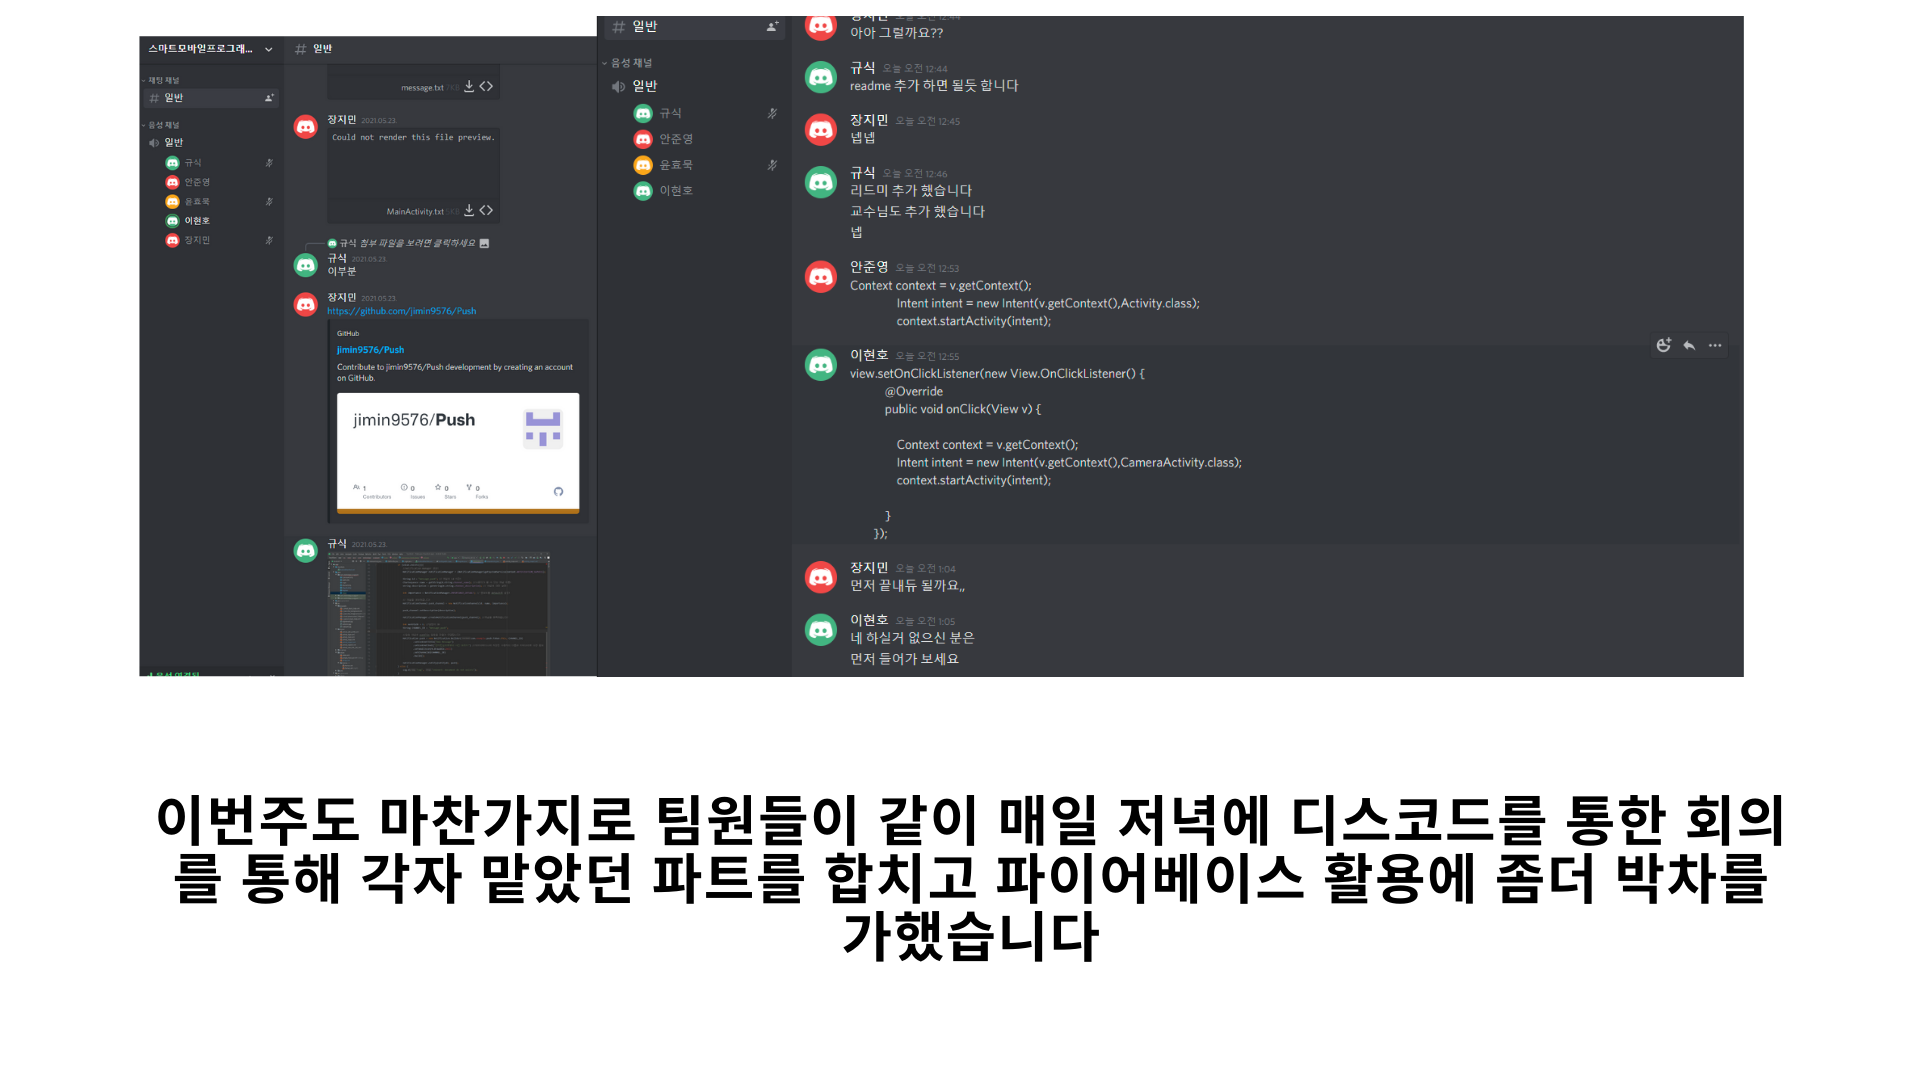 스마트모바일프로그래...
# 일반
채팅 채널
# 일반
음성 채널
일반
규식
안준영
윤효묵
이현호
장지민
message.txt
장지민 2021.05.23.
Could not render this file preview.
MainActivity.txt
규식 첨부 파일을 보려면 클릭하세요
규식 2021.05.23.
이부분
장지민 2021.05.23.
https://github.com/jimin9576/Push
GitHub
jimin9576/Push
Contribute to jimin9576/Push development by creating an account
on GitHub.
jimin9576/Push
1 0 0 0
Contributors Issues Stars Forks
규식 2021.05.23.
# 일반
음성 채널
일반
규식
안준영
윤효묵
이현호
장지민 오늘 오전 12:44
아아 그럴까요??
규식 오늘 오전 12:44
readme 추가 하면 될듯 합니다
장지민 오늘 오전 12:45
넵넵
규식 오늘 오전 12:46
리드미 추가 했습니다
교수님도 추가 했습니다
넵
안준영 오늘 오전 12:53
Context context = v.getContext();
Intent intent = new Intent(v.getContext(),Activity.class);
context.startActivity(intent);
이현호 오늘 오전 12:55
view.setOnClickListener(new View.OnClickListener() {
@Override
public void onClick(View v) {
Context context = v.getContext();
Intent intent = new Intent(v.getContext(),CameraActivity.class);
context.startActivity(intent);
}
});
장지민 오늘 오전 1:04
먼저 끝내듀 될까요,,
이현호 오늘 오전 1:05
네 하실거 없으신 분은
먼저 들어가 보세요
이번주도 마찬가지로 팀원들이 같이 매일 저녁에 디스코드를 통한 회의
를 통해 각자 맡았던 파트를 합치고 파이어베이스 활용에 좀더 박차를
가했습니다